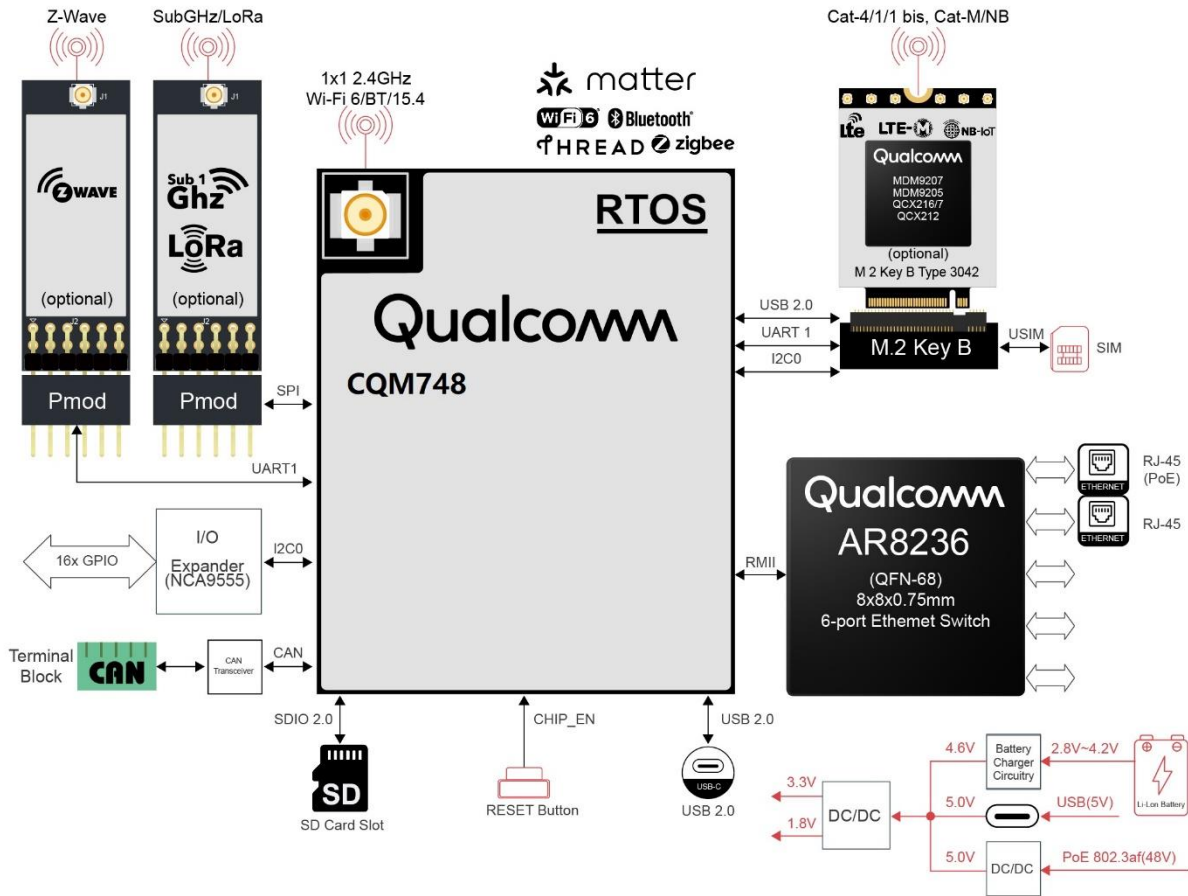 Z-Wave
SubGHz/LoRa
Cat-4/1/1 bis, Cat-M/NB
1x1 2.4GHz
Wi-Fi 6/BT/15.4
matter
WiFi 6
Bluetooth®
THREAD
zigbee
J1
Z WAVE
(optional)
J2
Pmod
J1
Sub 1
Ghz
LoRa
(optional)
J2
Pmod
SPI
UART1
RTOS
Qualcomm
CQM748
Lte
LTE-M
NB-IoT
Qualcomm
MDM9207
MDM9205
QCX216/7
QCX212
(optional)
M 2 Key B Type 3042
M.2 Key B
USB 2.0
UART 1
I2C0
USIM
SIM
16x GPIO
I/O
Expander
(NCA9555)
I2C0
Terminal
Block
CAN
CAN
Transceiver
CAN
RMII
Qualcomm
AR8236
(QFN-68)
8x8x0.75mm
6-port Ethemet Switch
ETHERNET
RJ-45
(PoE)
ETHERNET
RJ-45
SDIO 2.0
SD
SD Card Slot
CHIP_EN
RESET Button
USB 2.0
USB-C
USB 2.0
3.3V
1.8V
DC/DC
4.6V
Battery
Charger
Circuitry
2.8V~4.2V
Li-Lon Battery
5.0V
USB(5V)
5.0V
DC/DC
PoE 802.3af(48V)